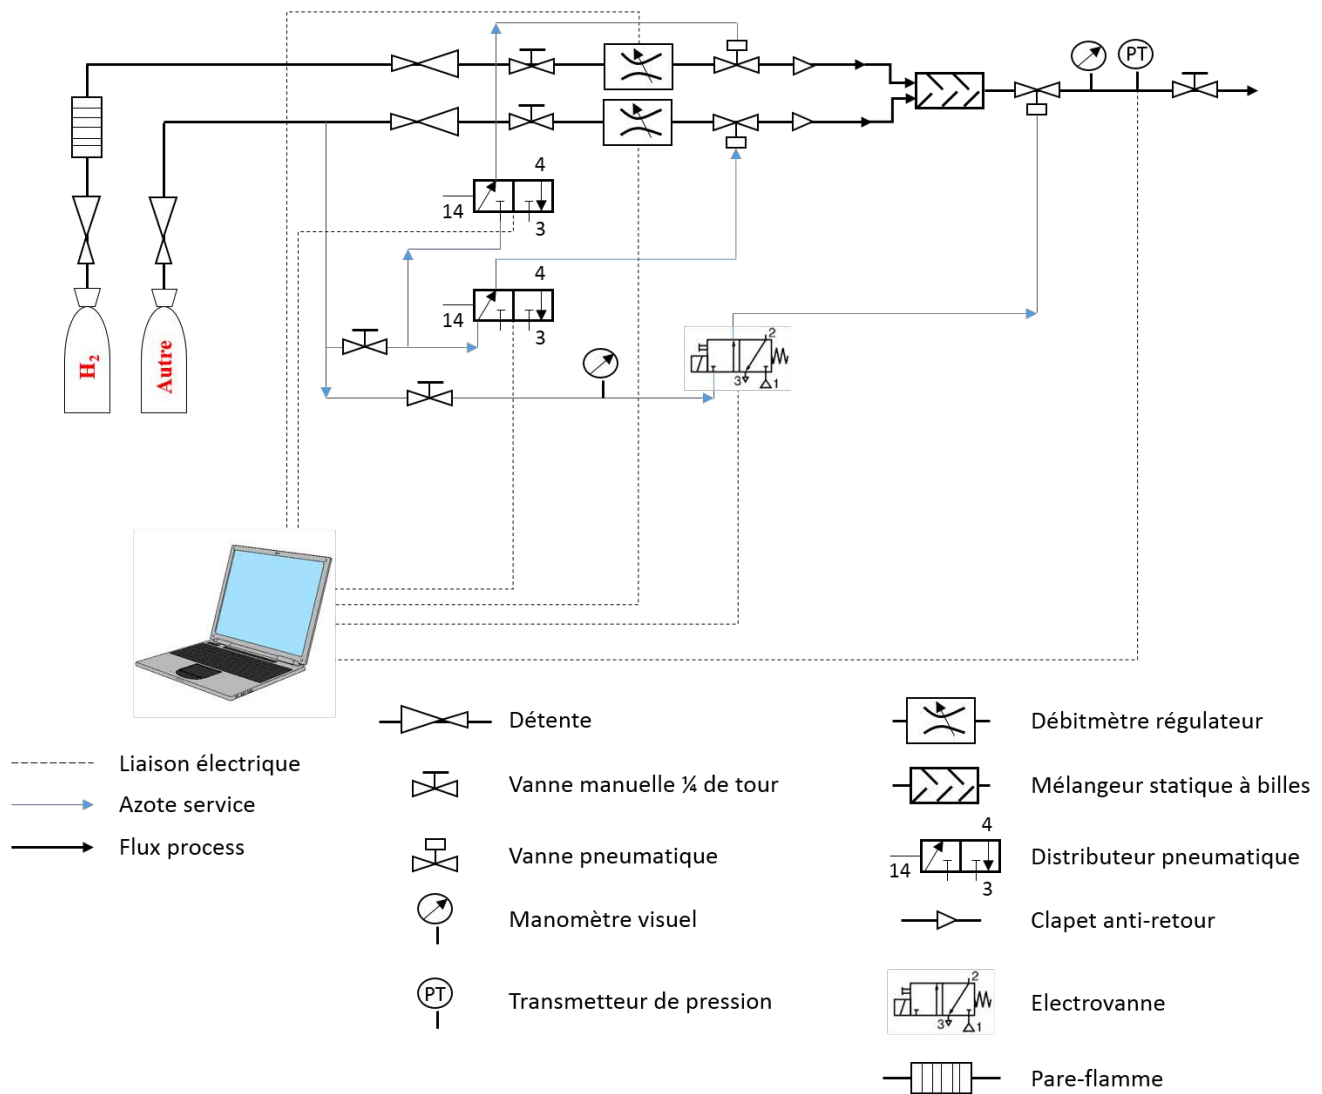 PT
4
14
3
4
14
3
2
3
1
H₂
Autre
Détente
Débitmètre régulateur
Liaison électrique
Vanne manuelle ¼ de tour
Mélangeur statique à billes
Azote service
4
Flux process
Vanne pneumatique
14
3
Distributeur pneumatique
Manomètre visuel
Clapet anti-retour
PT
Transmetteur de pression
2
3
1
Electrovanne
Pare-flamme